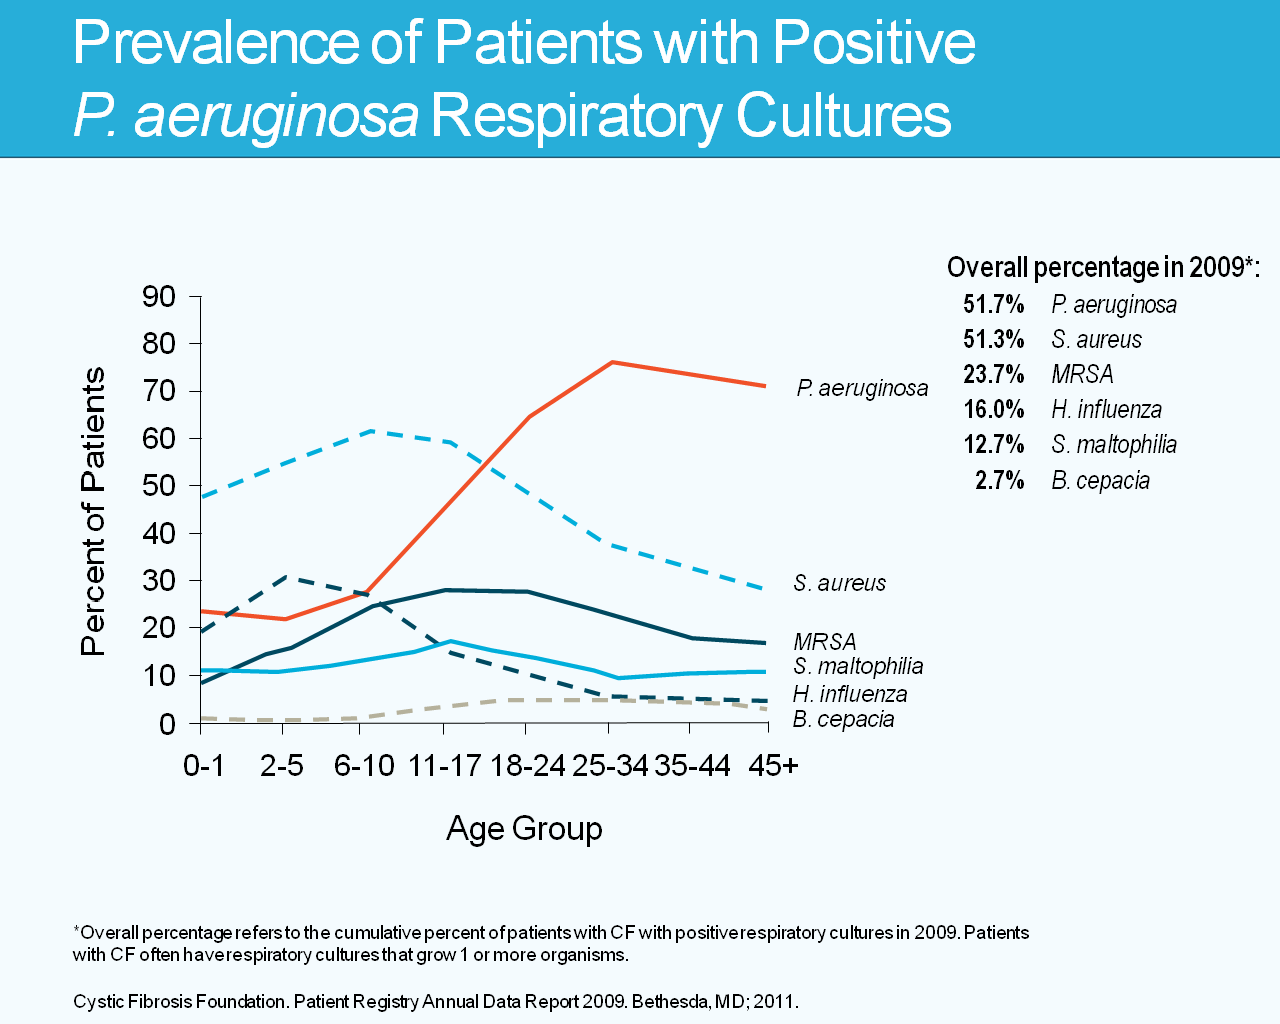 Prevalence of Patients with Positive
P. aeruginosa Respiratory Cultures
Overall percentage in 2009*:
51.7% P. aeruginosa
51.3% S. aureus
23.7% MRSA
16.0% H. influenza
12.7% S. maltophilia
2.7% B. cepacia
Percent of Patients
90
80
70
60
50
40
30
20
10
0
P. aeruginosa
S. aureus
MRSA
S. maltophilia
H. influenza
B. cepacia
0-1 2-5 6-10 11-17 18-24 25-34 35-44 45+
Age Group
*Overall percentage refers to the cumulative percent of patients with CF with positive respiratory cultures in 2009. Patients
with CF often have respiratory cultures that grow 1 or more organisms.
Cystic Fibrosis Foundation. Patient Registry Annual Data Report 2009. Bethesda, MD; 2011.